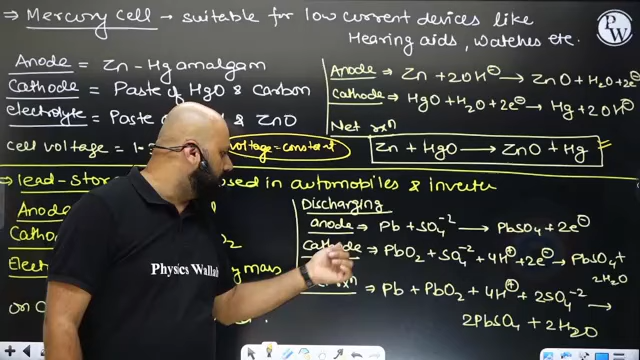 ⇒ Mercury cell - suitable for low current devices like
Hearing aids, watches etc.
PW
Anode = Zn - Hg amalgam
Cathode = Paste of HgO & Carbon
Electrolyte = Paste & ZnO
cell voltage = 1.3
voltage = constant
Anode ⇒ Zn + 2OH⊖ → ZnO + H2O + 2e⊖
Cathode ⇒ HgO + H2O + 2e⊖ → Hg + 2OH⊖
Net rxn
Zn + HgO → ZnO + Hg
⇒ Lead-Stor used in automobiles & inverter
Anod
Catho O2
Elect by mass
or O
Discharging
anode ⇒ Pb + SO4^-2 → PbSO4 + 2e⊖
Cathode ⇒ PbO2 + SO4^-2 + 4H⊕ + 2e⊖ → PbSO4 +
2H2O
rxn ⇒ Pb + PbO2 + 4H⊕ + 2SO4^-2 →
2PbSO4 + 2H2O
Physics Wallah